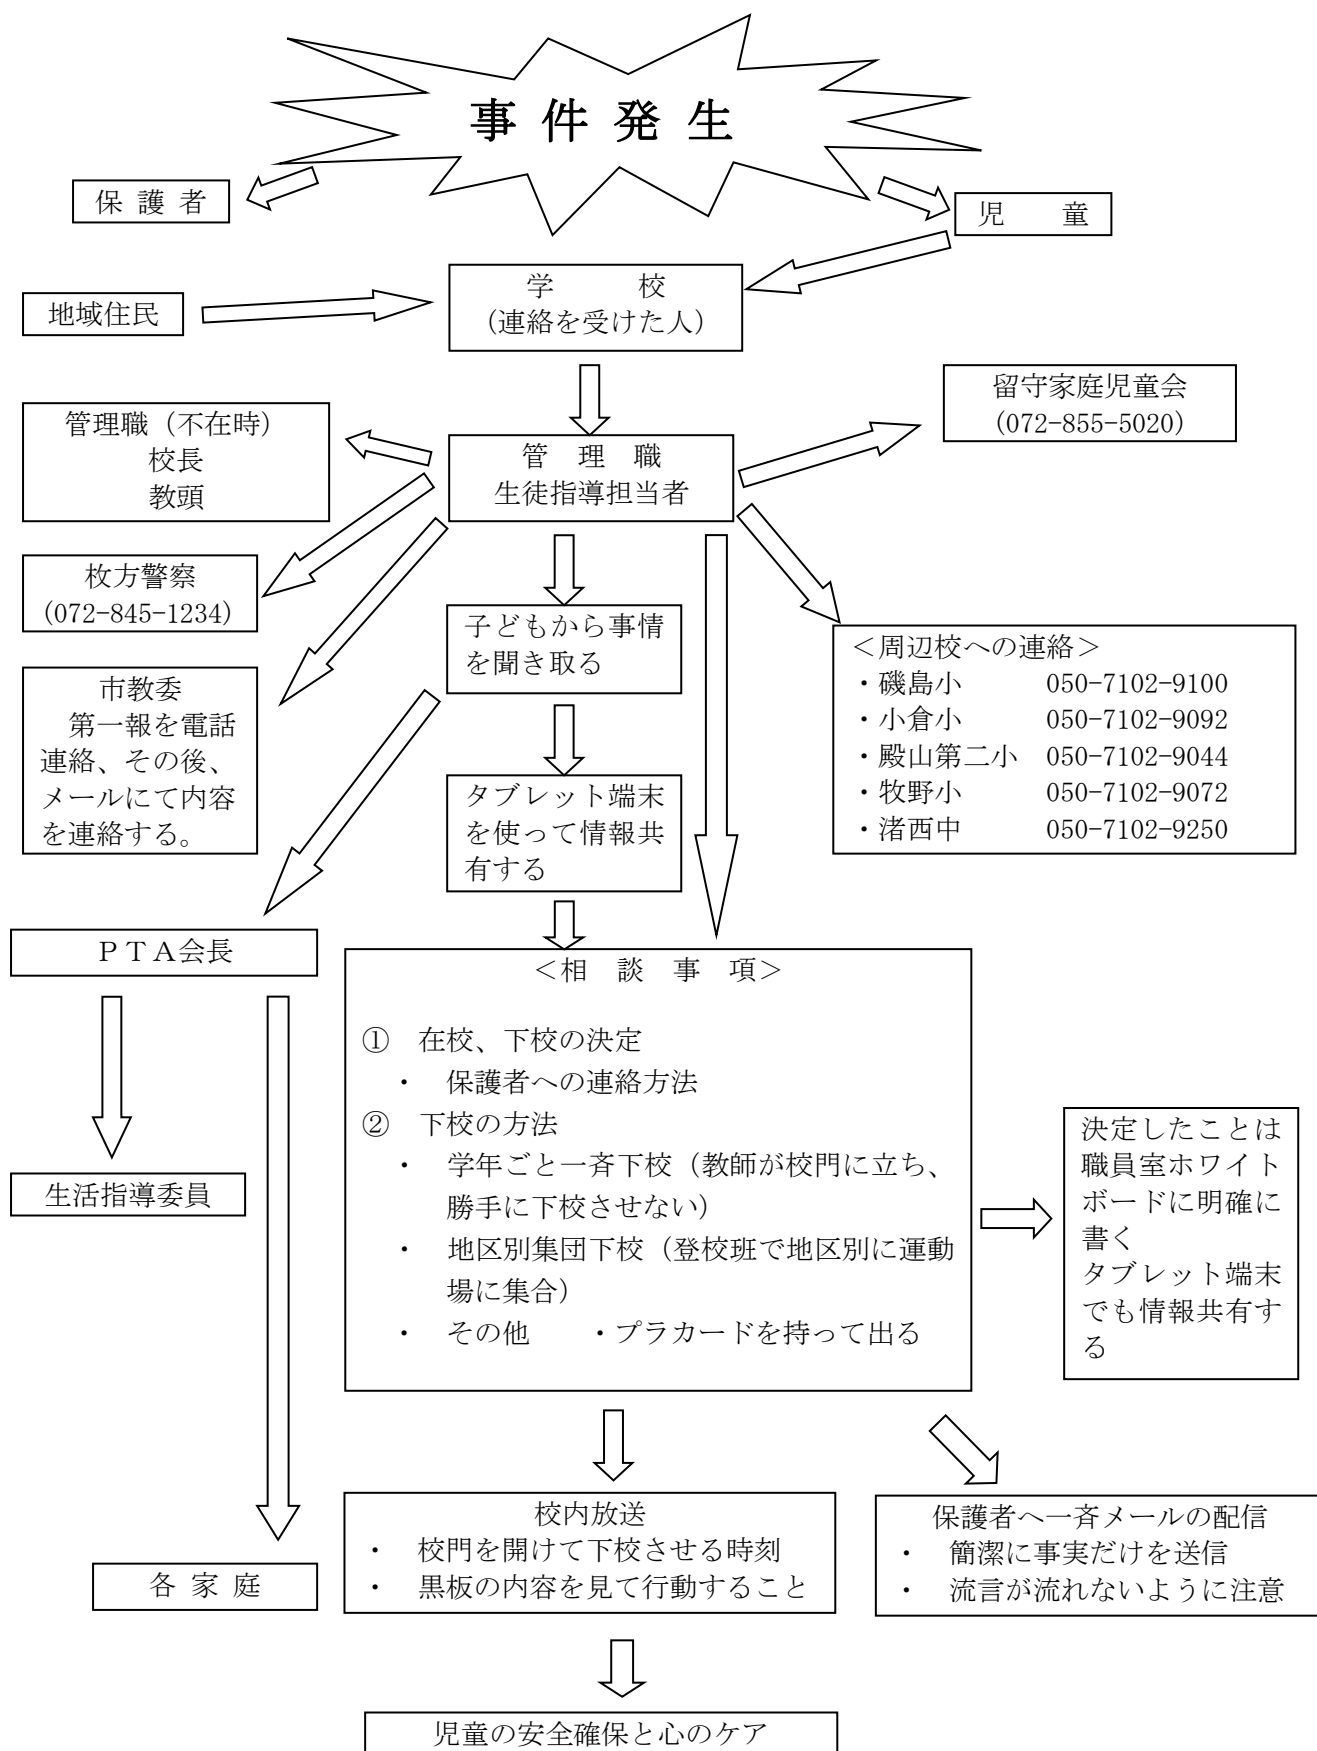 事件発生
保護者
児　童
地域住民
学　校
（連絡を受けた人）
留守家庭児童会
(072-855-5020)
管理職（不在時）
校長
教頭
管　理　職
生徒指導担当者
枚方警察
(072-845-1234)
子どもから事情
を聞き取る
＜周辺校への連絡＞
・磯島小　050-7102-9100
・小倉小　050-7102-9092
・殿山第二小　050-7102-9044
・牧野小　050-7102-9072
・渚西中　050-7102-9250
市教委
第一報を電話
連絡、その後、
メールにて内容
を連絡する。
タブレット端末
を使って情報共
有する
ＰＴＡ会長
＜相　談　事　項＞
①　在校、下校の決定
・　保護者への連絡方法
②　下校の方法
・　学年ごと一斉下校（教師が校門に立ち、
勝手に下校させない）
・　地区別集団下校（登校班で地区別に運動
場に集合）
・　その他　・プラカードを持って出る
決定したことは
職員室ホワイト
ボードに明確に
書く
タブレット端末
でも情報共有す
る
生活指導委員
各家庭
校内放送
・　校門を開けて下校させる時刻
・　黒板の内容を見て行動すること
保護者へ一斉メールの配信
・　簡潔に事実だけを送信
・　流言が流れないように注意
児童の安全確保と心のケア